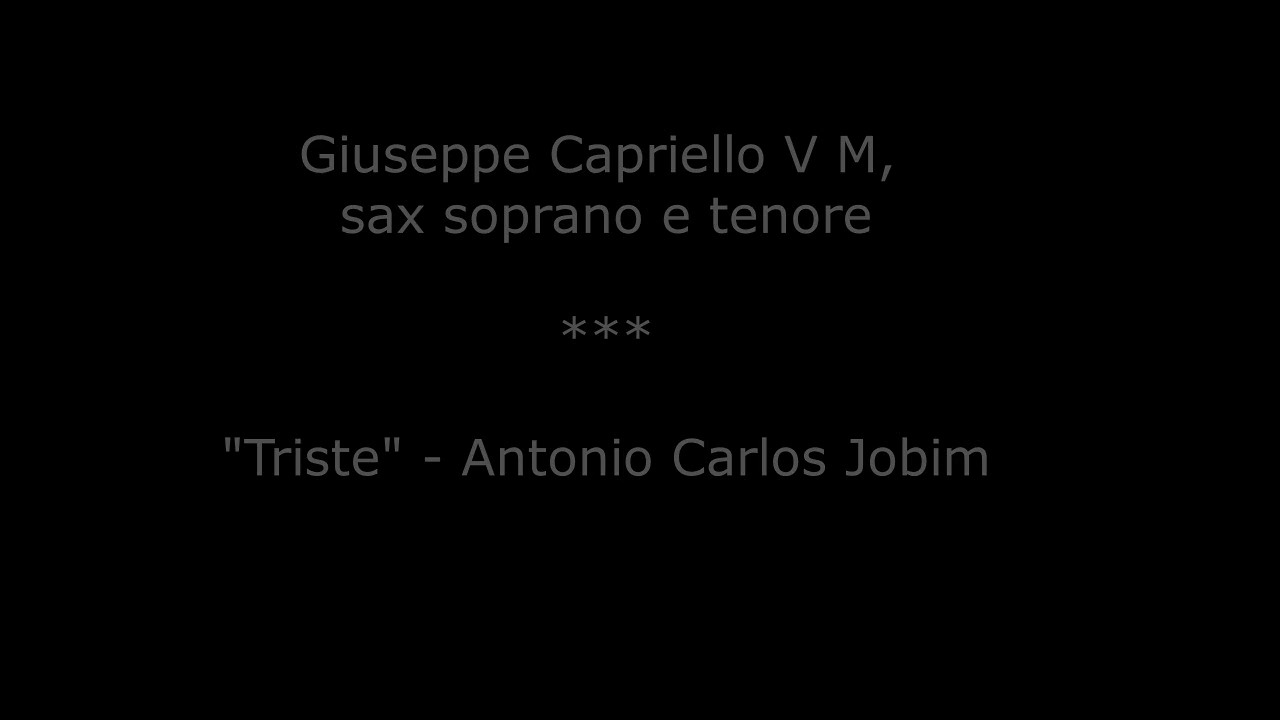 Giuseppe Capriello V M,
sax soprano e tenore
***
"Triste" - Antonio Carlos Jobim